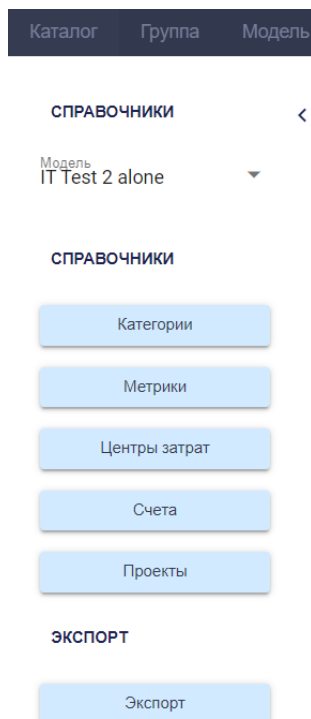 Каталог Группа Модель
СПРАВОЧНИКИ
Модель
IT Test 2 alone
СПРАВОЧНИКИ
Категории
Метрики
Центры затрат
Счета
Проекты
ЭКСПОРТ
Экспорт